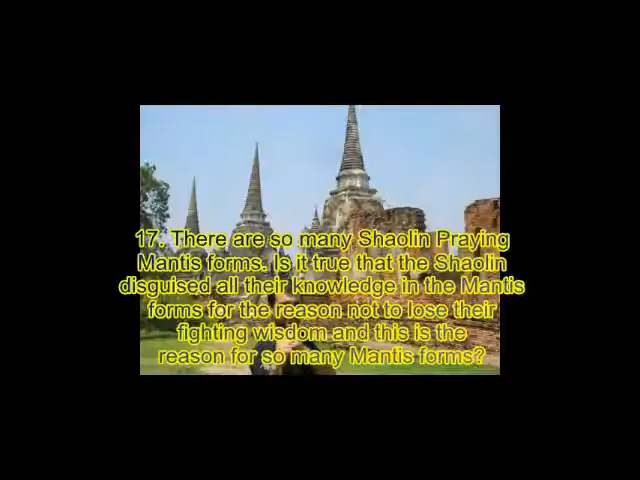 17. There are so many Shaolin Praying
Mantis forms. Is it true that the Shaolin
disguised all their knowledge in the Mantis
forms for the reason not to lose their
fighting wisdom and this is the
reason for so many Mantis forms?